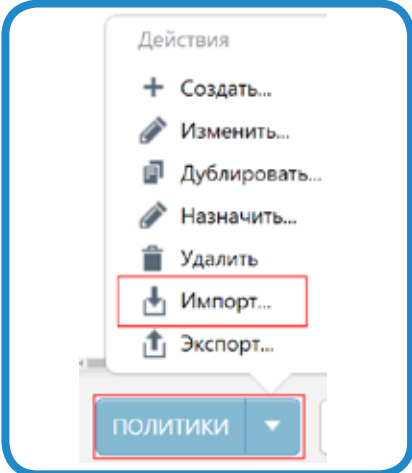 Действия
Создать...
Изменить...
Дублировать...
Назначить...
Удалить
Импорт...
Экспорт...
ПОЛИТИКИ